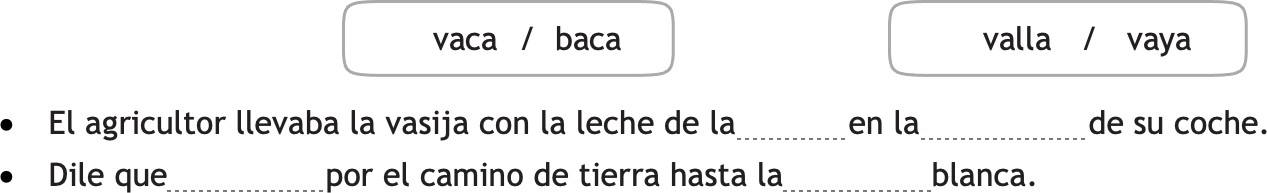 vaca / baca valla / vaya
• El agricultor llevaba la vasija con la leche de la............en la..................de su coche.
• Dile que.................por el camino de tierra hasta la................blanca.